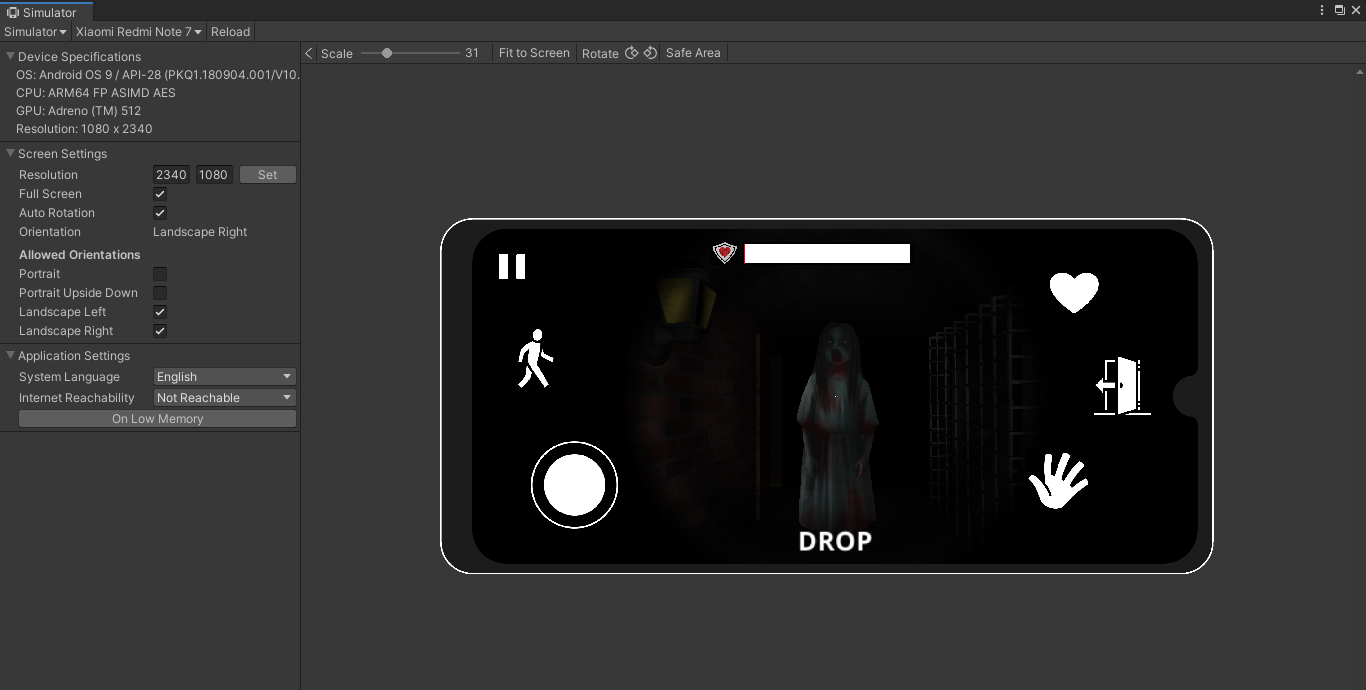 Simulator
Simulator Xiaomi Redmi Note 7 Reload
Device Specifications
OS: Android OS 9 / API-28 (PKQ1.180904.001/V10.
CPU: ARM64 FP ASIMD AES
GPU: Adreno (TM) 512
Resolution: 1080 x 2340
Screen Settings
Resolution 2340 1080 Set
Full Screen
Auto Rotation
Orientation Landscape Right
Allowed Orientations
Portrait
Portrait Upside Down
Landscape Left
Landscape Right
Application Settings
System Language English
Internet Reachability Not Reachable
On Low Memory
Scale 31 Fit to Screen Rotate Safe Area
DROP